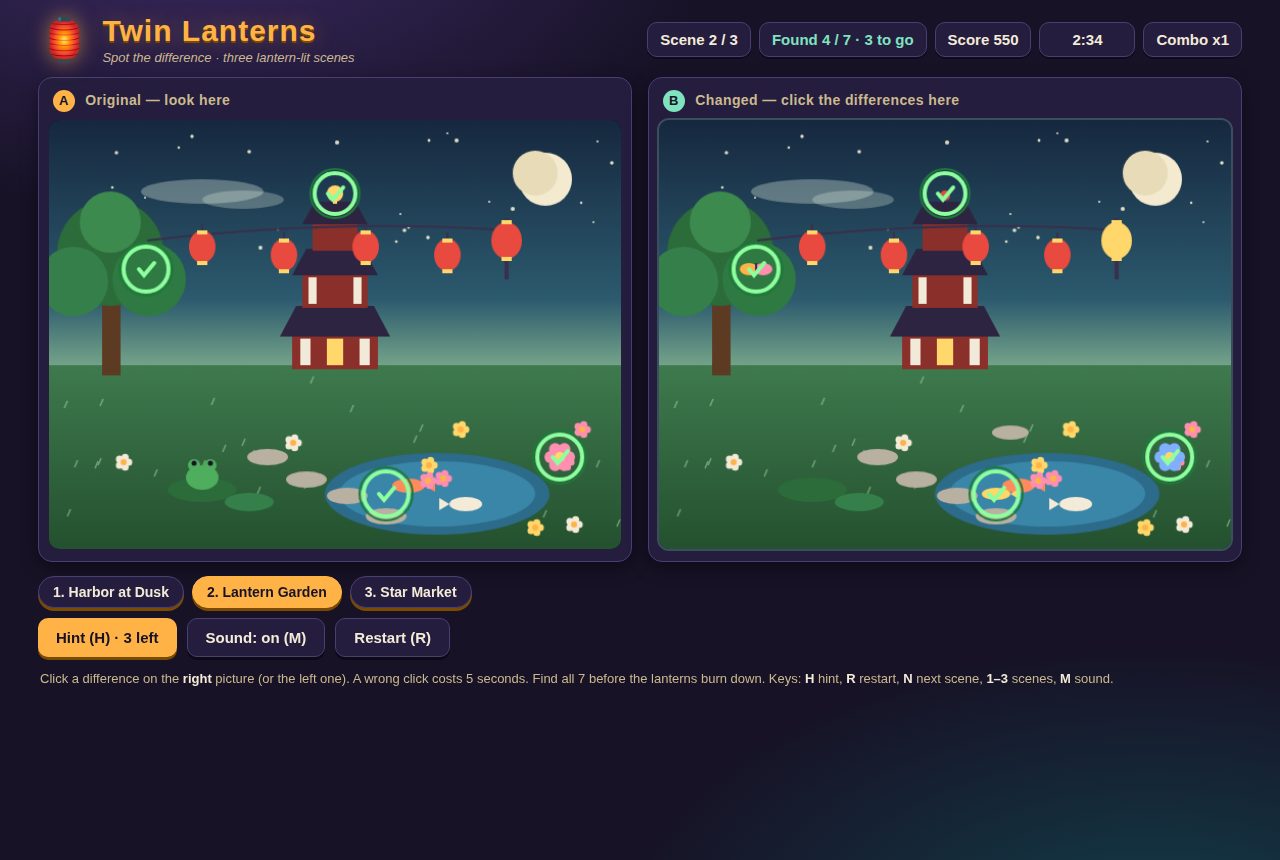 Twin Lanterns
Spot the difference · three lantern-lit scenes
Scene 2 / 3
Found 4 / 7 · 3 to go
Score 550
2:34
Combo x1
A Original — look here
B Changed — click the differences here
1. Harbor at Dusk
2. Lantern Garden
3. Star Market
Hint (H) · 3 left
Sound: on (M)
Restart (R)
Click a difference on the right picture (or the left one). A wrong click costs 5 seconds. Find all 7 before the lanterns burn down. Keys: H hint, R restart, N next scene, 1–3 scenes, M sound.